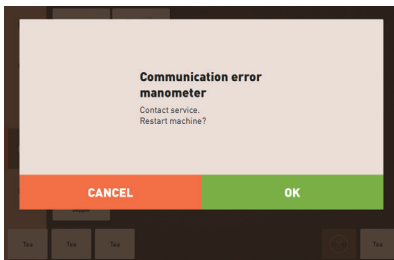 Communication error
manometer
Contact service.
Restart machine?
CANCEL
OK
Tea
Tea
Tea
Tea